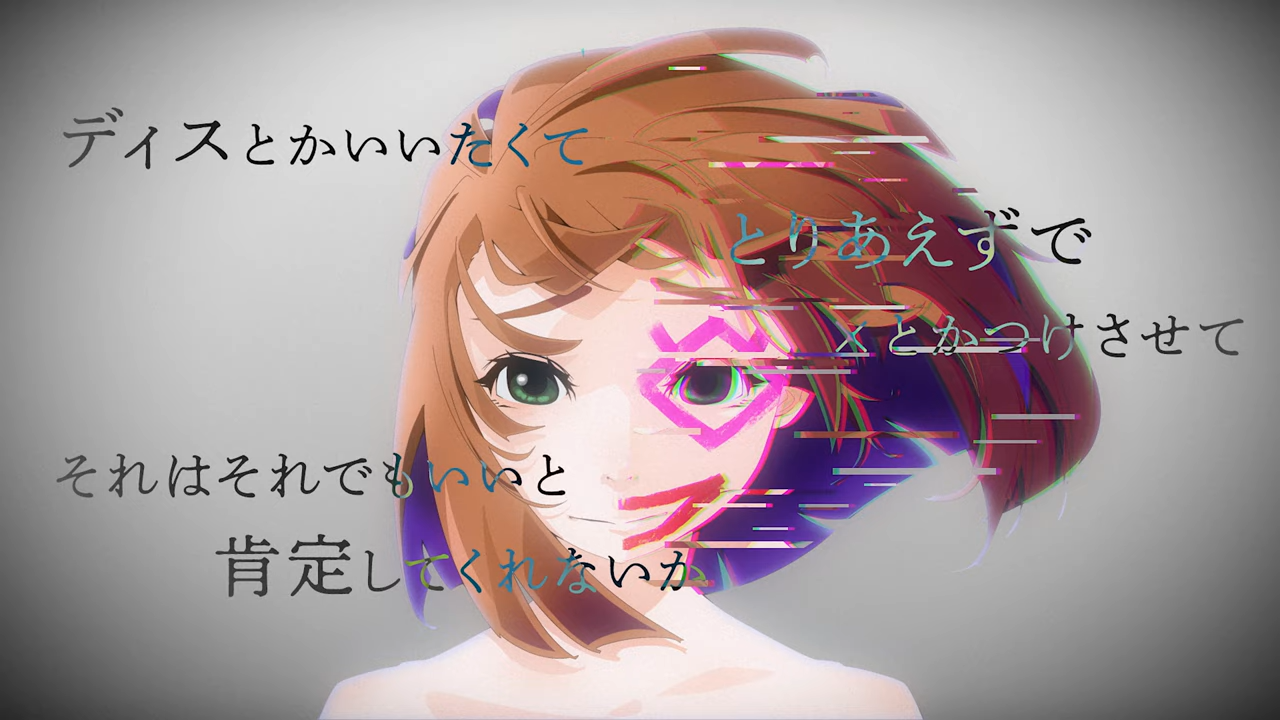 ディスとかいいたくて
とりあえずで
×とかつけさせて
それはそれでもいいと
肯定してくれないか